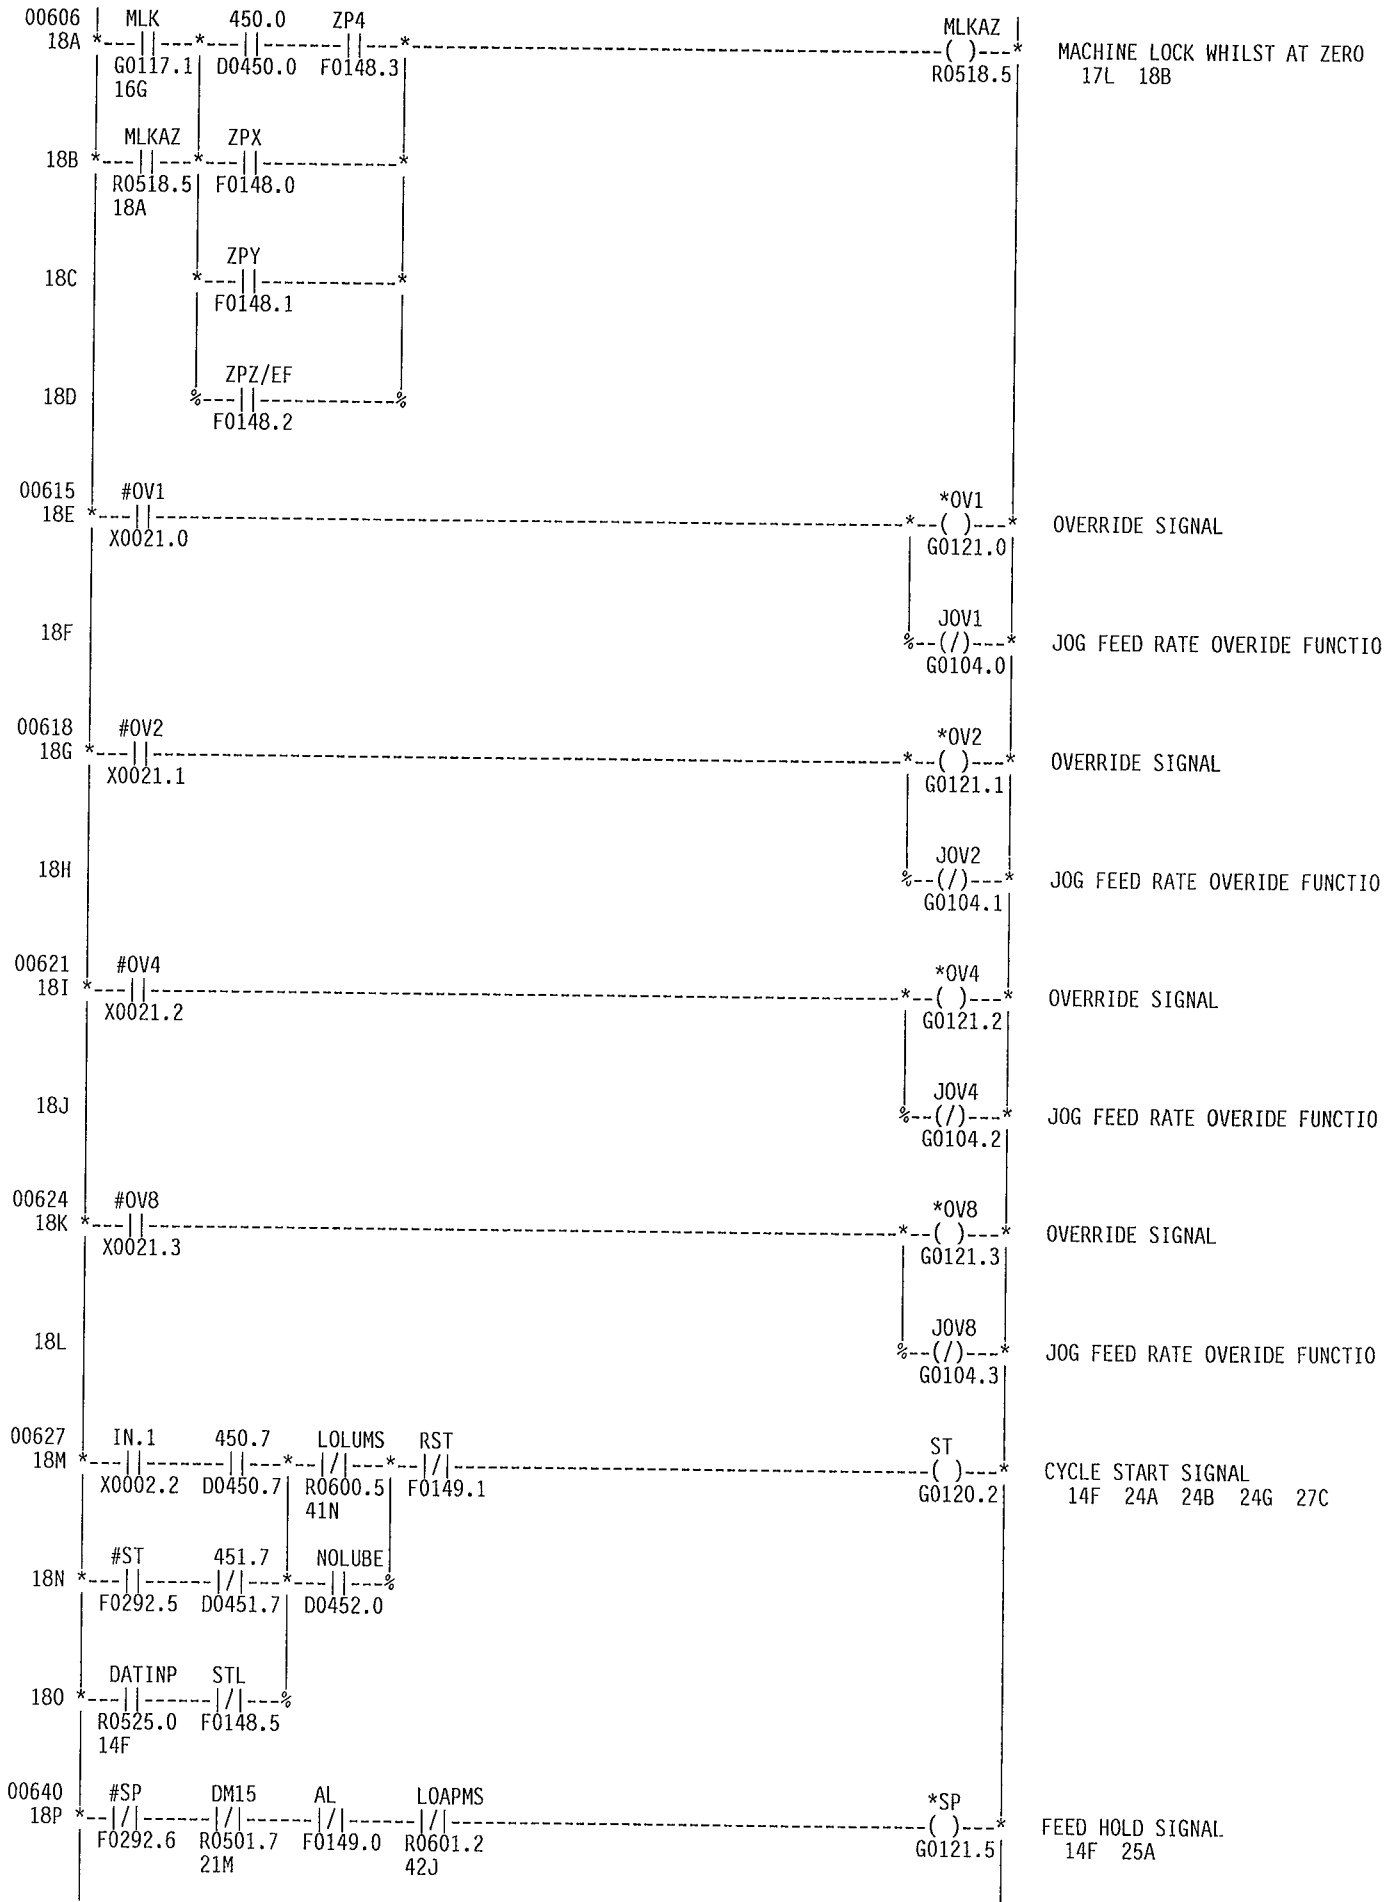 00606 MLK 450.0 ZP4 MLKAZ
18A *---||---*---||-------||---*---( )---* MACHINE LOCK WHILST AT ZERO
G0117.1 D0450.0 F0148.3 R0518.5 17L 18B
16G
MLKAZ ZPX
18B *---||---*---||---*
R0518.5 F0148.0
18A
ZPY
18C *---||---*
F0148.1
ZPZ/EF
18D %---||---%
F0148.2
00615 #OV1 *OV1
18E *---||---*--( )---* OVERRIDE SIGNAL
X0021.0 G0121.0
JOV1
18F %--(/)---* JOG FEED RATE OVERIDE FUNCTIO
G0104.0
00618 #OV2 *OV2
18G *---||---*--( )---* OVERRIDE SIGNAL
X0021.1 G0121.1
JOV2
18H %--(/)---* JOG FEED RATE OVERIDE FUNCTIO
G0104.1
00621 #OV4 *OV4
18I *---||---*--( )---* OVERRIDE SIGNAL
X0021.2 G0121.2
JOV4
18J %--(/)---* JOG FEED RATE OVERIDE FUNCTIO
G0104.2
00624 #OV8 *OV8
18K *---||---*--( )---* OVERRIDE SIGNAL
X0021.3 G0121.3
JOV8
18L %--(/)---* JOG FEED RATE OVERIDE FUNCTIO
G0104.3
00627 IN.1 450.7 LOLUMS RST ST
18M *---||-------||---*--|/|---*--|/|---( )---* CYCLE START SIGNAL
X0002.2 D0450.7 R0600.5 F0149.1 G0120.2 14F 24A 24B 24G 27C
41N
#ST 451.7 NOLUBE
18N *---||------|/|---*---||---%
F0292.5 D0451.7 D0452.0
DATINP STL
18O *---||------|/|---%
R0525.0 F0148.5
14F
00640 #SP DM15 AL LOAPMS *SP
18P *--|/|------|/|------|/|------|/|---( )---* FEED HOLD SIGNAL
F0292.6 R0501.7 F0149.0 R0601.2 G0121.5 14F 25A
21M 42J